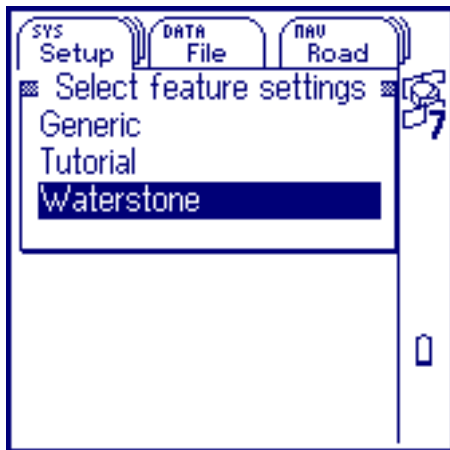 SYS DATA NAV
Setup File Road
Select feature settings
Generic
Tutorial
Waterstone
7